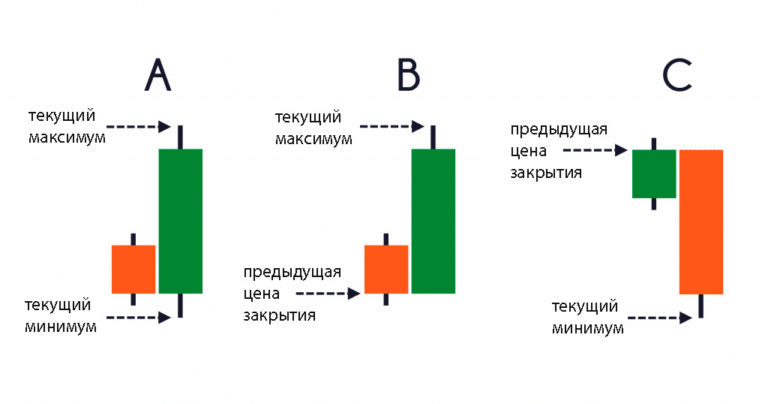 A
B
C
текущий
максимум
текущий
минимум
текущий
максимум
предыдущая
цена
закрытия
предыдущая
цена
закрытия
текущий
минимум